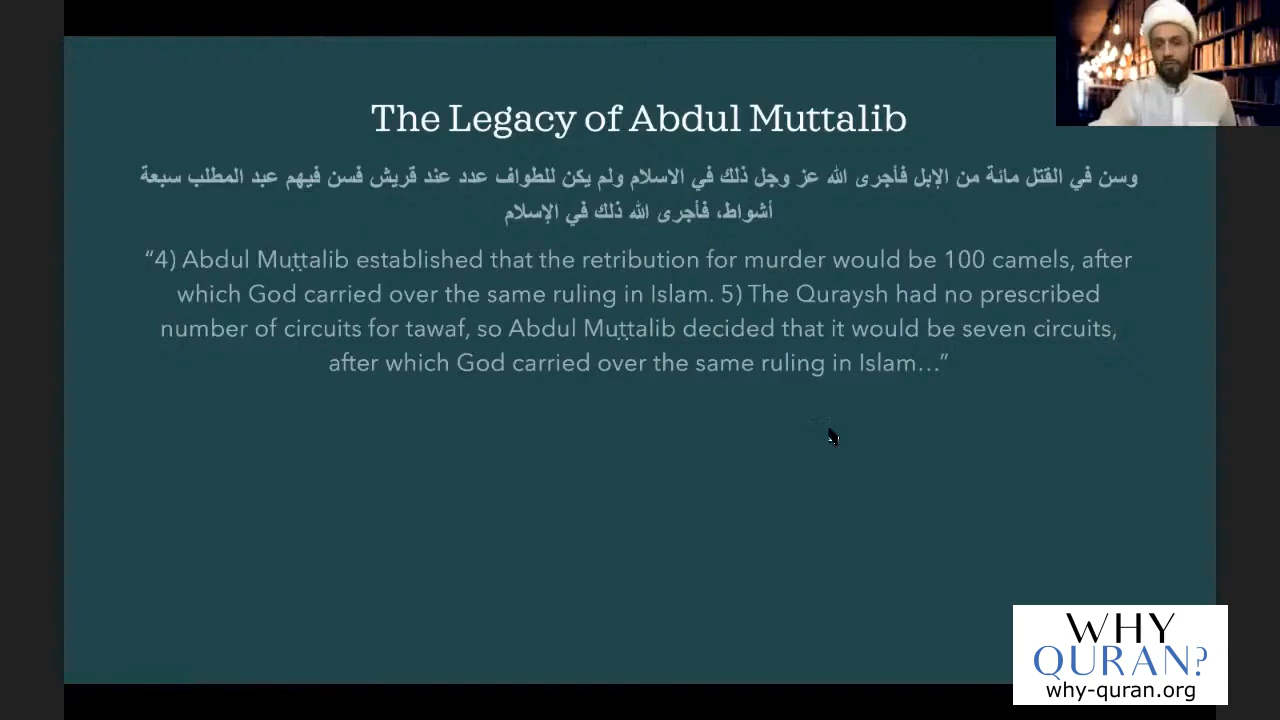 The Legacy of Abdul Muttalib
وسن في القتل مائة من الإبل فأجرى الله عز وجل ذلك في الاسلام ولم يكن للطواف عدد عند قريش فسن فيهم عبد المطلب سبعة
أشواط، فأجرى الله ذلك في الإسلام
“4) Abdul Muṭṭalib established that the retribution for murder would be 100 camels, after
which God carried over the same ruling in Islam. 5) The Quraysh had no prescribed
number of circuits for tawaf, so Abdul Muṭṭalib decided that it would be seven circuits,
after which God carried over the same ruling in Islam…”
WHY
QURAN?
why-quran.org